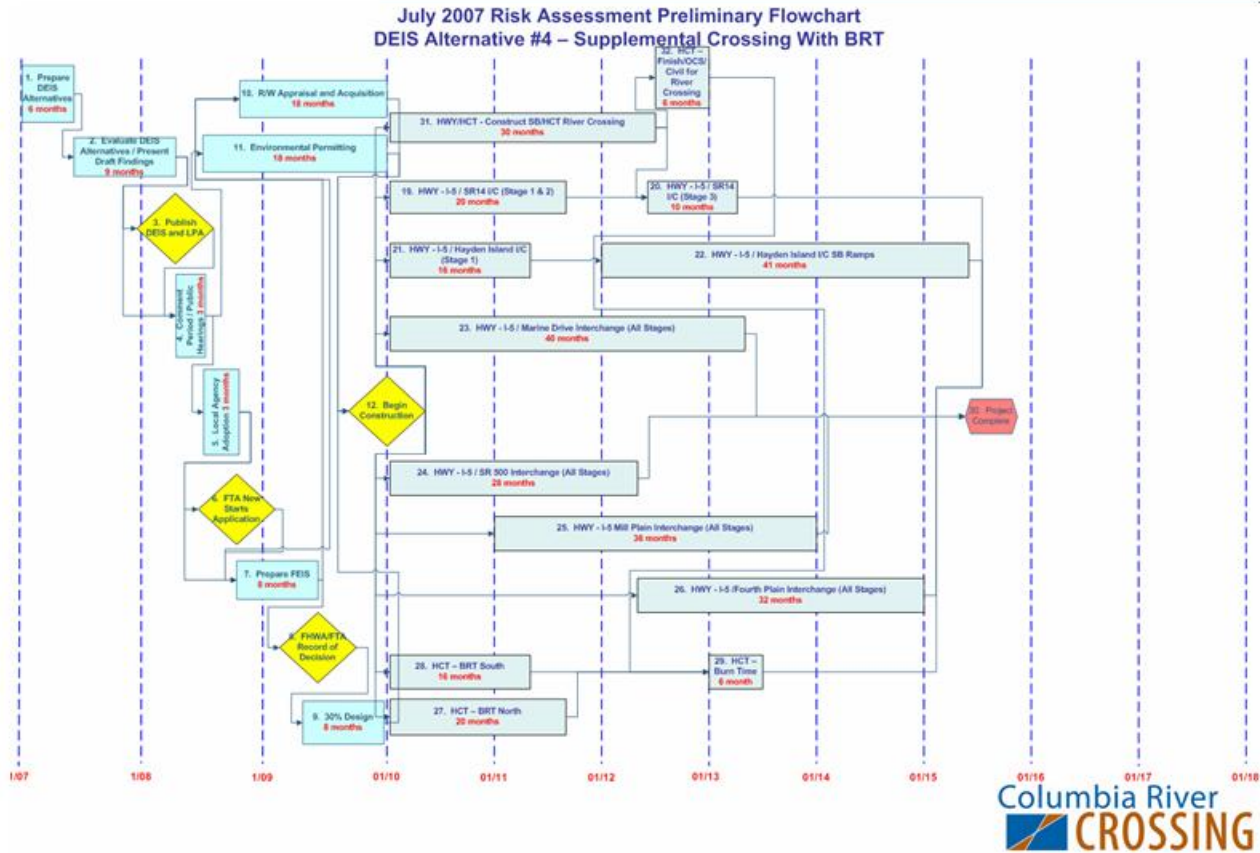 July 2007 Risk Assessment Preliminary Flowchart
DEIS Alternative #4 – Supplemental Crossing With BRT
1. Prepare
DEIS
Alternatives
6 months
2. Evaluate DEIS
Alternatives / Present
Draft Findings
9 months
3. Publish
DEIS and LPA
4. Comment
Period / Public
Hearings 3 months
5. Local Agency
Adoption 3 months
6. FTA New
Starts
Application
7. Prepare FEIS
8 months
8. FHWA/FTA
Record of
Decision
9. 30% Design
8 months
10. R/W Appraisal and Acquisition
18 months
11. Environmental Permitting
18 months
12. Begin
Construction
32. HCT –
Finish/OCS/
Civil for
River
Crossing
6 months
31. HWY/HCT - Construct SB/HCT River Crossing
30 months
19. HWY - I-5 / SR14 I/C (Stage 1 & 2)
20 months
20. HWY - I-5 / SR14
I/C (Stage 3)
10 months
21. HWY - I-5 / Hayden Island I/C
(Stage 1)
16 months
22. HWY - I-5 / Hayden Island I/C SB Ramps
41 months
23. HWY - I-5 / Marine Drive Interchange (All Stages)
40 months
30. Project
Complete
24. HWY - I-5 / SR 500 Interchange (All Stages)
28 months
25. HWY - I-5 Mill Plain Interchange (All Stages)
36 months
26. HWY - I-5 /Fourth Plain Interchange (All Stages)
32 months
28. HCT – BRT South
16 months
29. HCT –
Burn Time
6 month
27. HCT – BRT North
20 months
1/07 1/08 1/09 01/10 01/11 01/12 01/13 01/14 01/15 01/16 01/17 01/18
Columbia River
CROSSING